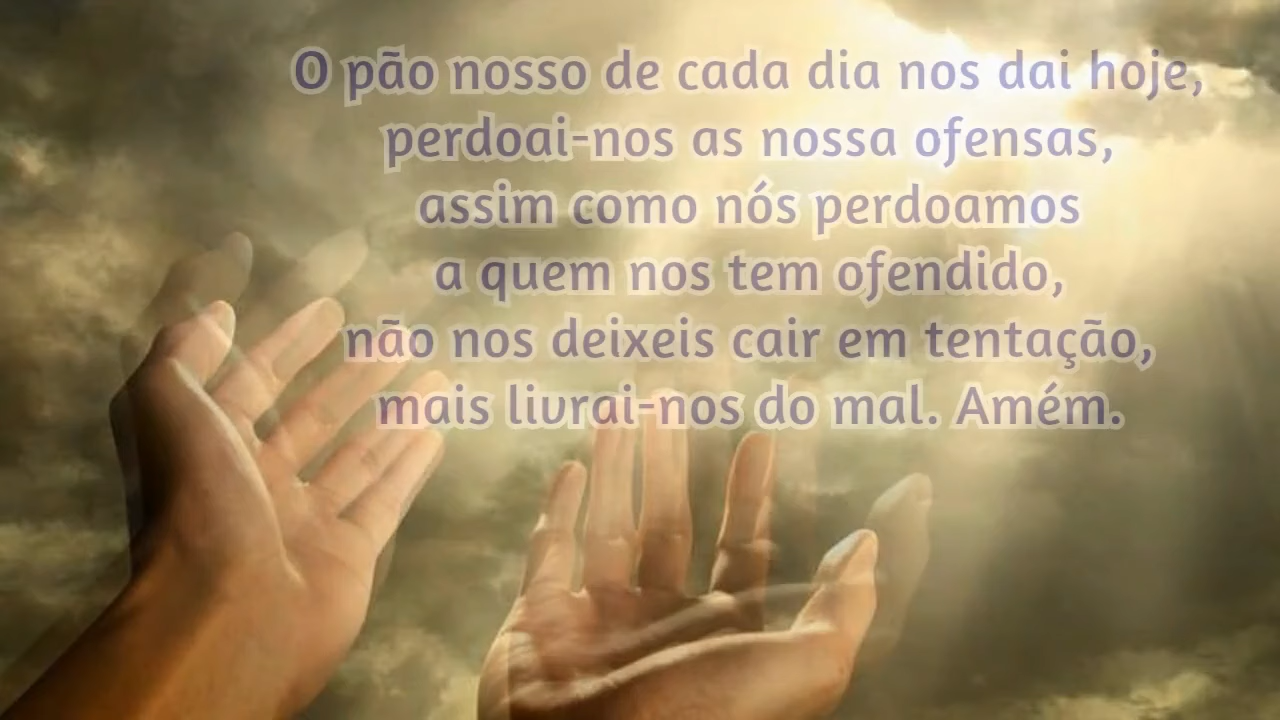 O pão nosso de cada dia nos dai hoje,
perdoai-nos as nossa ofensas,
assim como nós perdoamos
a quem nos tem ofendido,
não nos deixeis cair em tentação,
mais livrai-nos do mal. Amém.